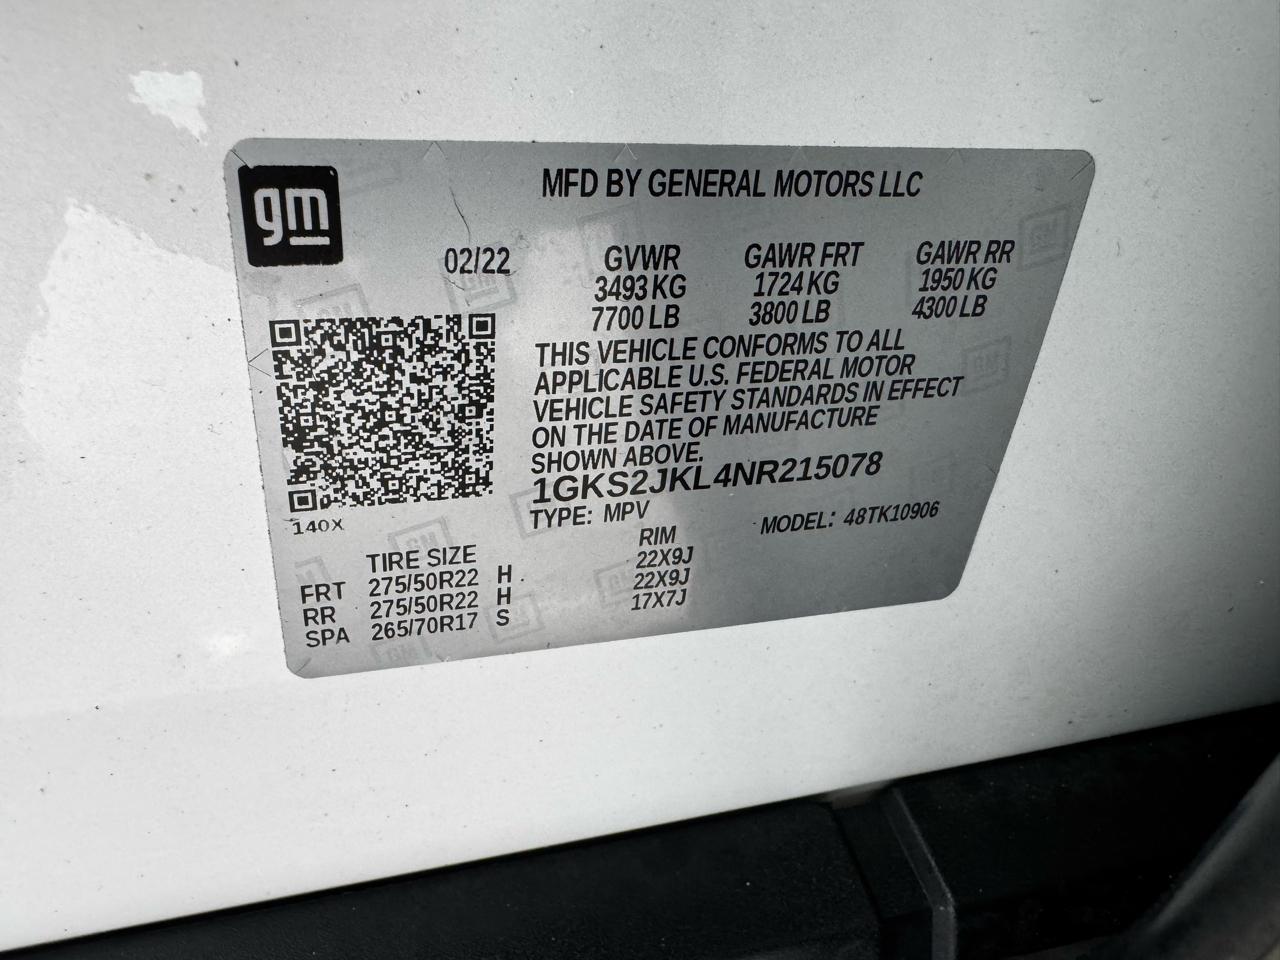 gm
MFD BY GENERAL MOTORS LLC
02/22
GVWR GAWR FRT GAWR RR
3493 KG 1724 KG 1950 KG
7700 LB 3800 LB 4300 LB
THIS VEHICLE CONFORMS TO ALL
APPLICABLE U.S. FEDERAL MOTOR
VEHICLE SAFETY STANDARDS IN EFFECT
ON THE DATE OF MANUFACTURE
SHOWN ABOVE.
1GKS2JKL4NR215078
TYPE: MPV MODEL: 48TK10906
140X
TIRE SIZE RIM
FRT 275/50R22 H 22X9J
RR 275/50R22 H 22X9J
SPA 265/70R17 S 17X7J